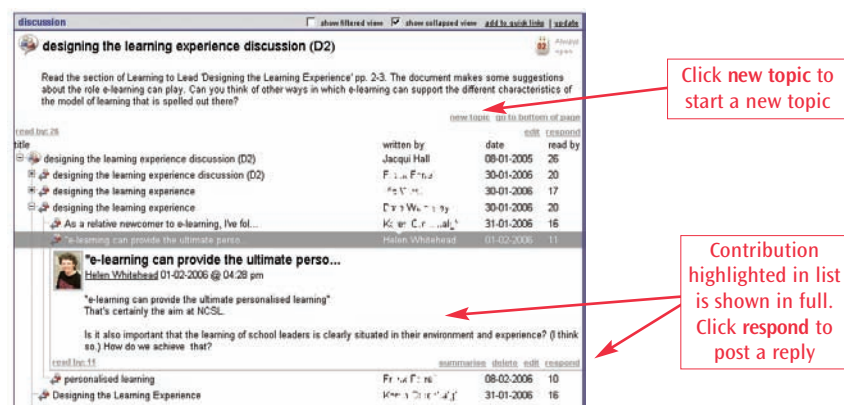 discussion show filtered view show collapsed view add to quick links | update
designing the learning experience discussion (D2) 02 Always open
Read the section of Learning to Lead 'Designing the Learning Experience' pp. 2-3. The document makes some suggestions
about the role e-learning can play. Can you think of other ways in which e-learning can support the different characteristics of
the model of learning that is spelled out there?
Click new topic to
start a new topic
new topic go to bottom of page
read by: 26 edit respond
title written by date read by
designing the learning experience discussion (D2) Jacqui Hall 08-01-2005 26
designing the learning experience discussion (D2) 30-01-2006 20
designing the learning experience 30-01-2006 17
designing the learning experience 30-01-2006 20
As a relative newcomer to e-learning, I've fol... 31-01-2006 16
"e-learning can provide the ultimate perso... Helen Whitehead 01-02-2006 11
"e-learning can provide the ultimate perso...
Helen Whitehead 01-02-2006 @ 04:28 pm
"e-learning can provide the ultimate personalised learning"
That's certainly the aim at NCSL.
Is it also important that the learning of school leaders is clearly situated in their environment and experience? (I think
so.) How do we achieve that?
read by: 11 summaries delete edit respond
Contribution
highlighted in list
is shown in full.
Click respond to
post a reply
personalised learning 08-02-2006 10
Designing the Learning Experience 31-01-2006 16